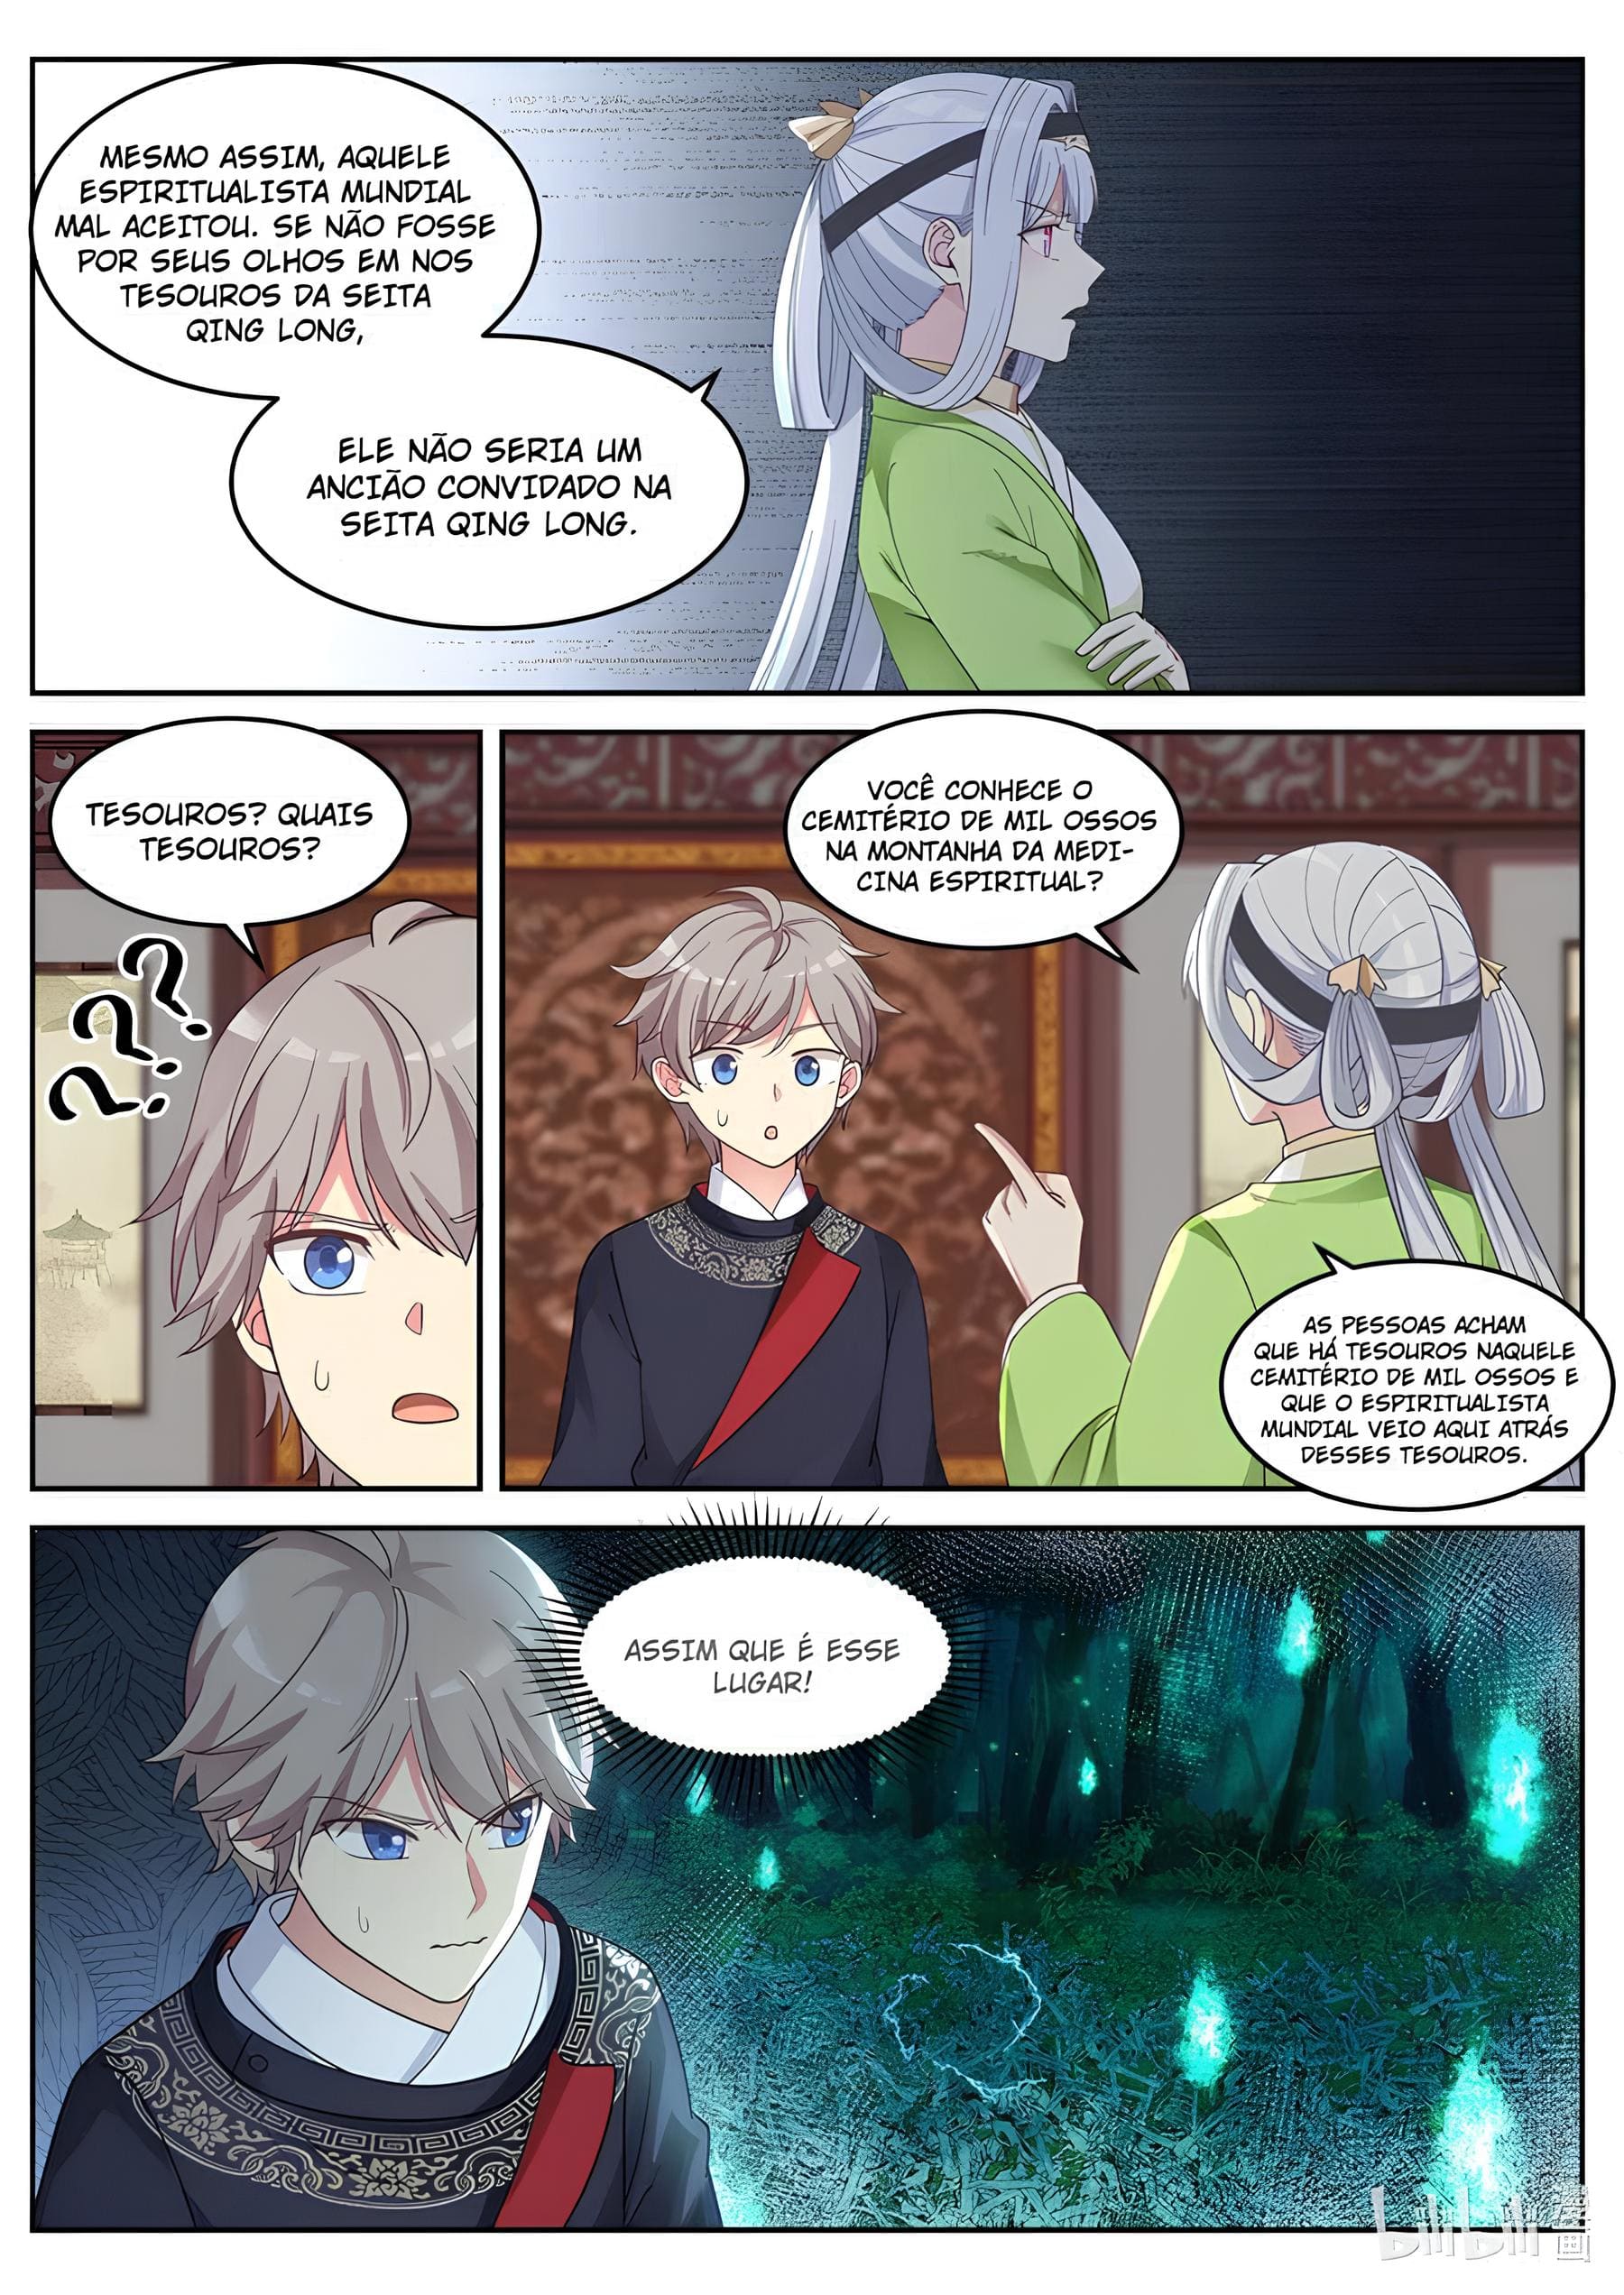 MESMO ASSIM, AQUELE
ESPIRITUALISTA MUNDIAL
MAL ACEITOU. SE NÃO FOSSE
POR SEUS OLHOS EM NOS
TESOUROS DA SEITA
QING LONG,
ELE NÃO SERIA UM
ANCIÃO CONVIDADO NA
SEITA QING LONG.
TESOUROS? QUAIS
TESOUROS?
???
VOCÊ CONHECE O
CEMITÉRIO DE MIL OSSOS
NA MONTANHA DA MEDI-
CINA ESPIRITUAL?
AS PESSOAS ACHAM
QUE HÁ TESOUROS NAQUELE
CEMITÉRIO DE MIL OSSOS E
QUE O ESPIRITUALISTA
MUNDIAL VEIO AQUI ATRÁS
DESSES TESOUROS.
ASSIM QUE É ESSE
LUGAR!
bilibili